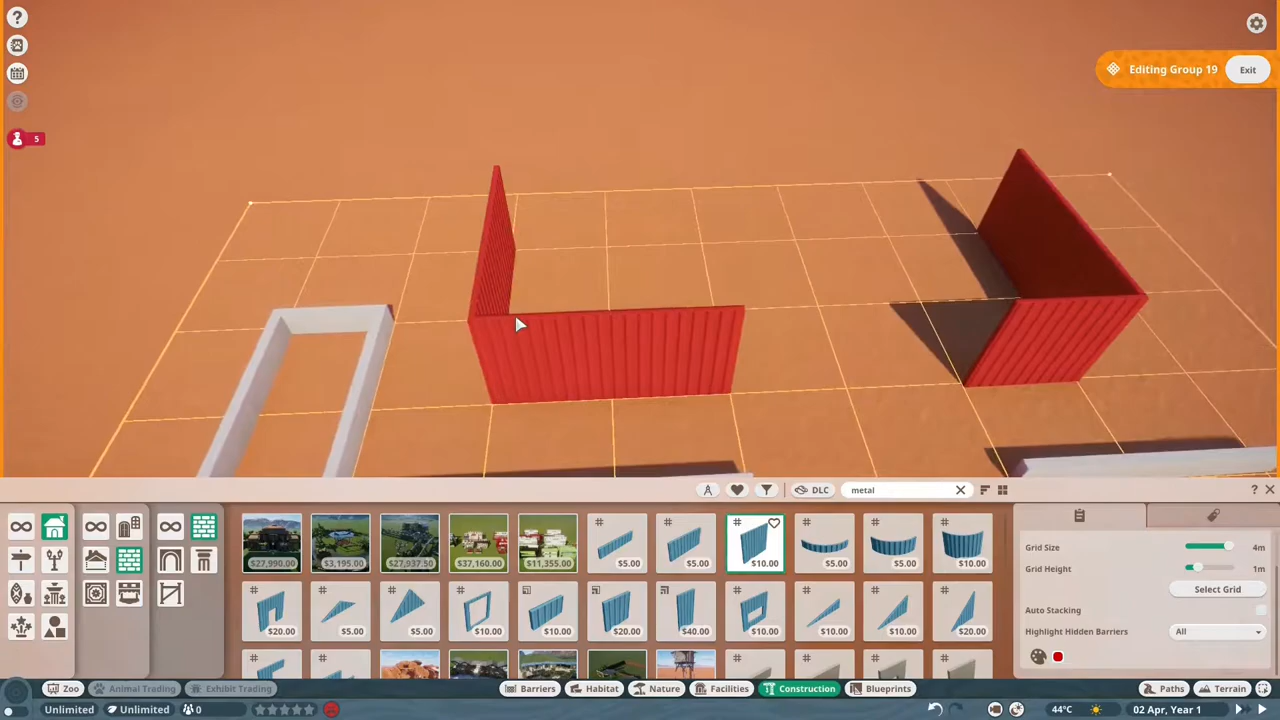 ?
Editing Group 19
Exit
5
DLC
metal
?
$27,990.00
$3,195.00
$27,937.50
$37,160.00
$11,355.00
$5.00
$5.00
$10.00
$5.00
$5.00
$10.00
$20.00
$5.00
$5.00
$10.00
$10.00
$20.00
$40.00
$10.00
$10.00
$10.00
$20.00
Grid Size
4m
Grid Height
1m
Select Grid
Auto Stacking
Highlight Hidden Barriers
All
Zoo
Animal Trading
Exhibit Trading
Barriers
Habitat
Nature
Facilities
Construction
Blueprints
Paths
Terrain
Unlimited
Unlimited
0
44°C
02 Apr, Year 1